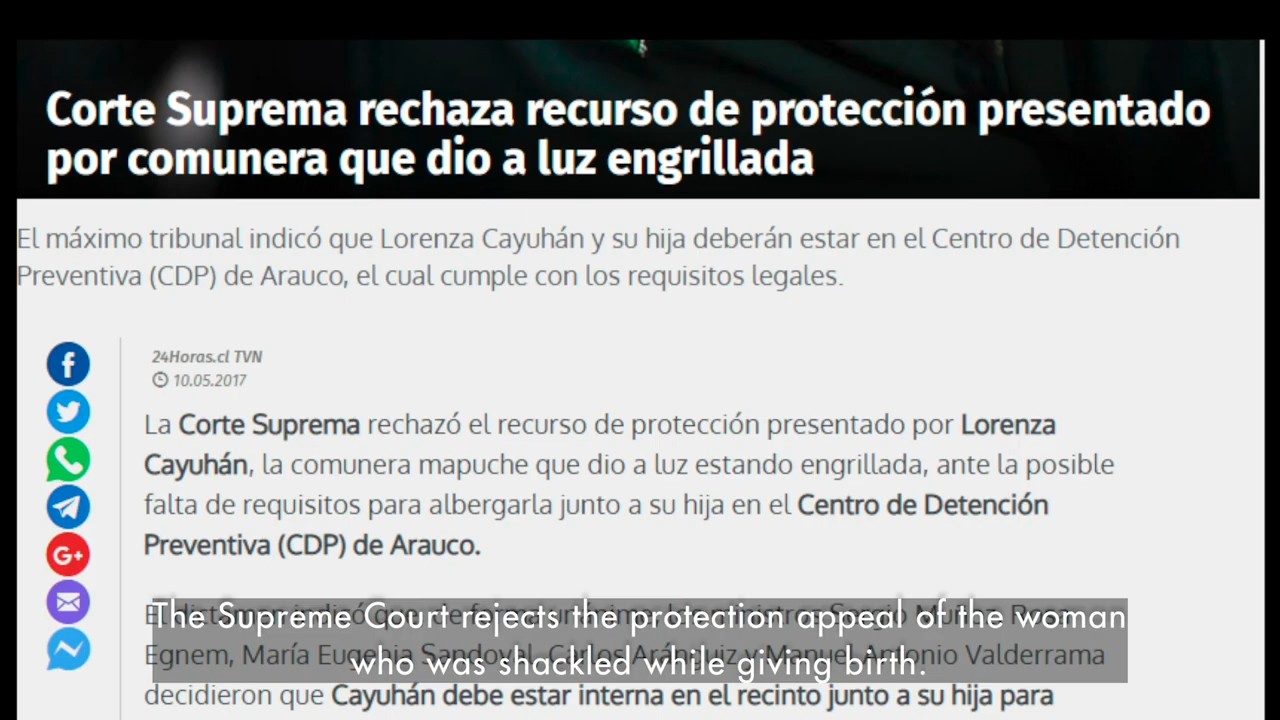 Corte Suprema rechaza recurso de protección presentado
por comunera que dio a luz engrillada
El máximo tribunal indicó que Lorenza Cayuhán y su hija deberán estar en el Centro de Detención
Preventiva (CDP) de Arauco, el cual cumple con los requisitos legales.
24Horas.cl TVN
10.05.2017
La Corte Suprema rechazó el recurso de protección presentado por Lorenza
Cayuhán, la comunera mapuche que dio a luz estando engrillada, ante la posible
falta de requisitos para albergarla junto a su hija en el Centro de Detención
Preventiva (CDP) de Arauco.
The Supreme Court rejects the protection appeal of the woman
who was shackled while giving birth.
Egnem, María Eugenia Sandoval, Carlos Aránguiz y Manuel Antonio Valderrama
decidieron que Cayuhán debe estar interna en el recinto junto a su hija para